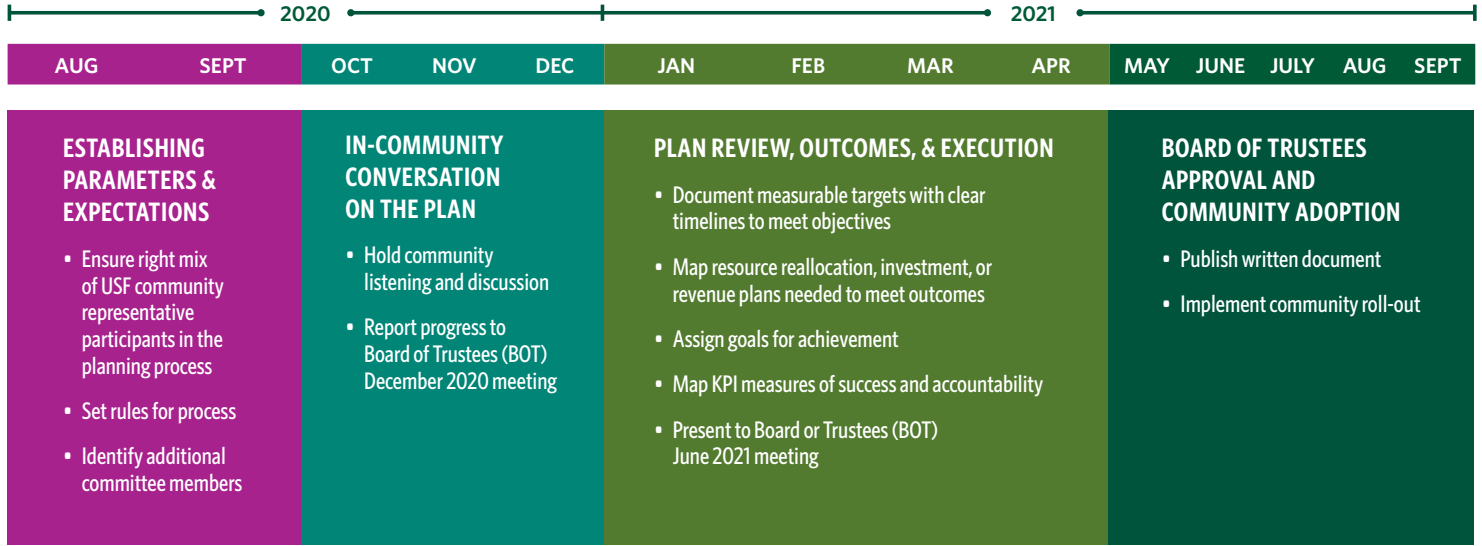 2020
2021
AUG SEPT OCT NOV DEC JAN FEB MAR APR MAY JUNE JULY AUG SEPT
ESTABLISHING
PARAMETERS &
EXPECTATIONS
• Ensure right mix
of USF community
representative
participants in the
planning process
• Set rules for process
• Identify additional
committee members
IN-COMMUNITY
CONVERSATION
ON THE PLAN
• Hold community
listening and discussion
• Report progress to
Board of Trustees (BOT)
December 2020 meeting
PLAN REVIEW, OUTCOMES, & EXECUTION
• Document measurable targets with clear
timelines to meet objectives
• Map resource reallocation, investment, or
revenue plans needed to meet outcomes
• Assign goals for achievement
• Map KPI measures of success and accountability
• Present to Board or Trustees (BOT)
June 2021 meeting
BOARD OF TRUSTEES
APPROVAL AND
COMMUNITY ADOPTION
• Publish written document
• Implement community roll-out